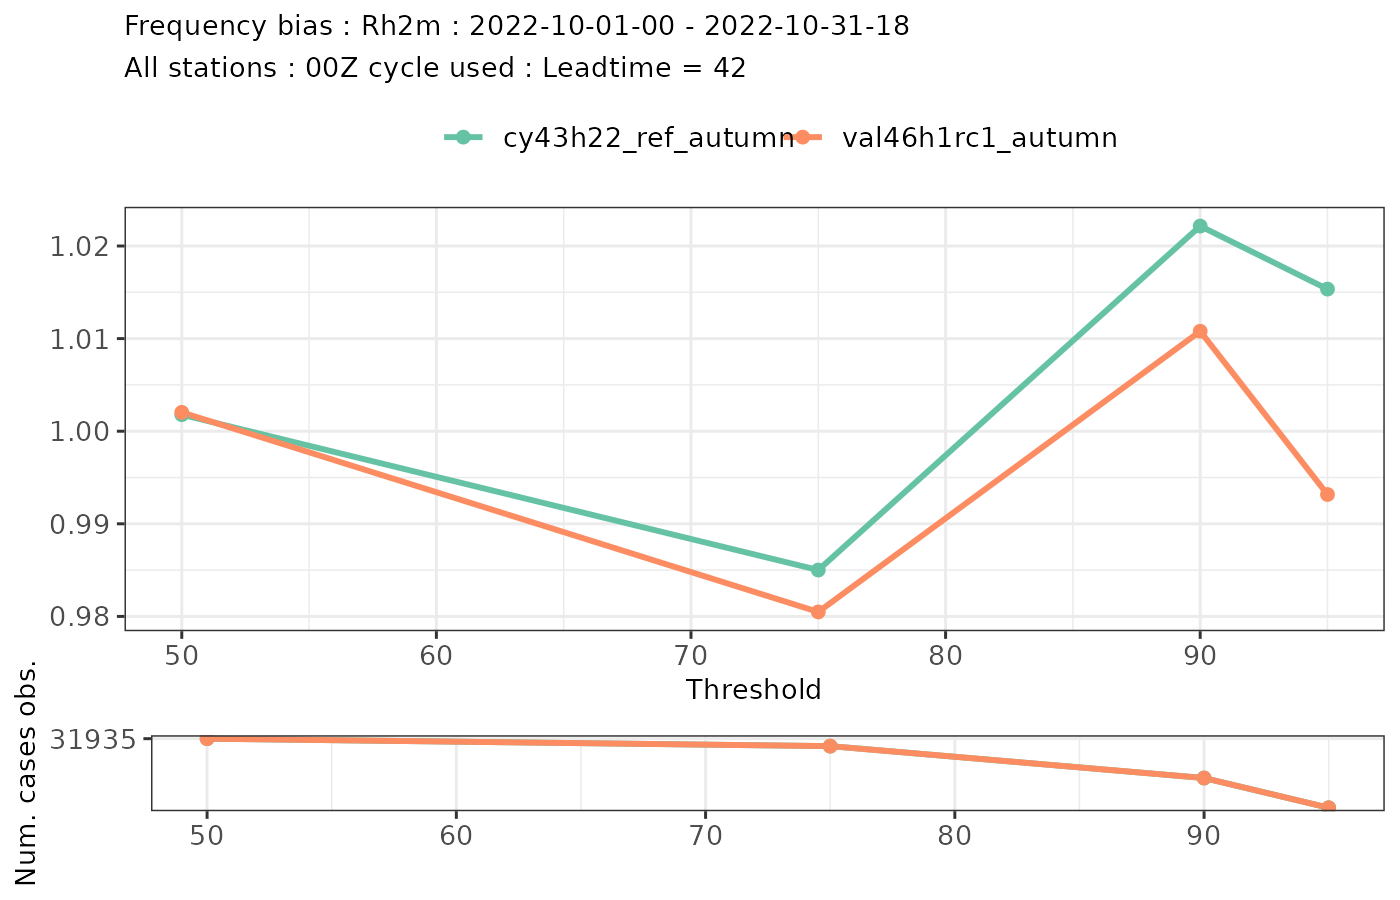 Frequency bias : Rh2m : 2022-10-01-00 - 2022-10-31-18
All stations : 00Z cycle used : Leadtime = 42
cy43h22_ref_autumn val46h1rc1_autumn
1.02
1.01
1.00
0.99
0.98
50 60 70 80 90
Threshold
Num. cases obs.
31935
50 60 70 80 90